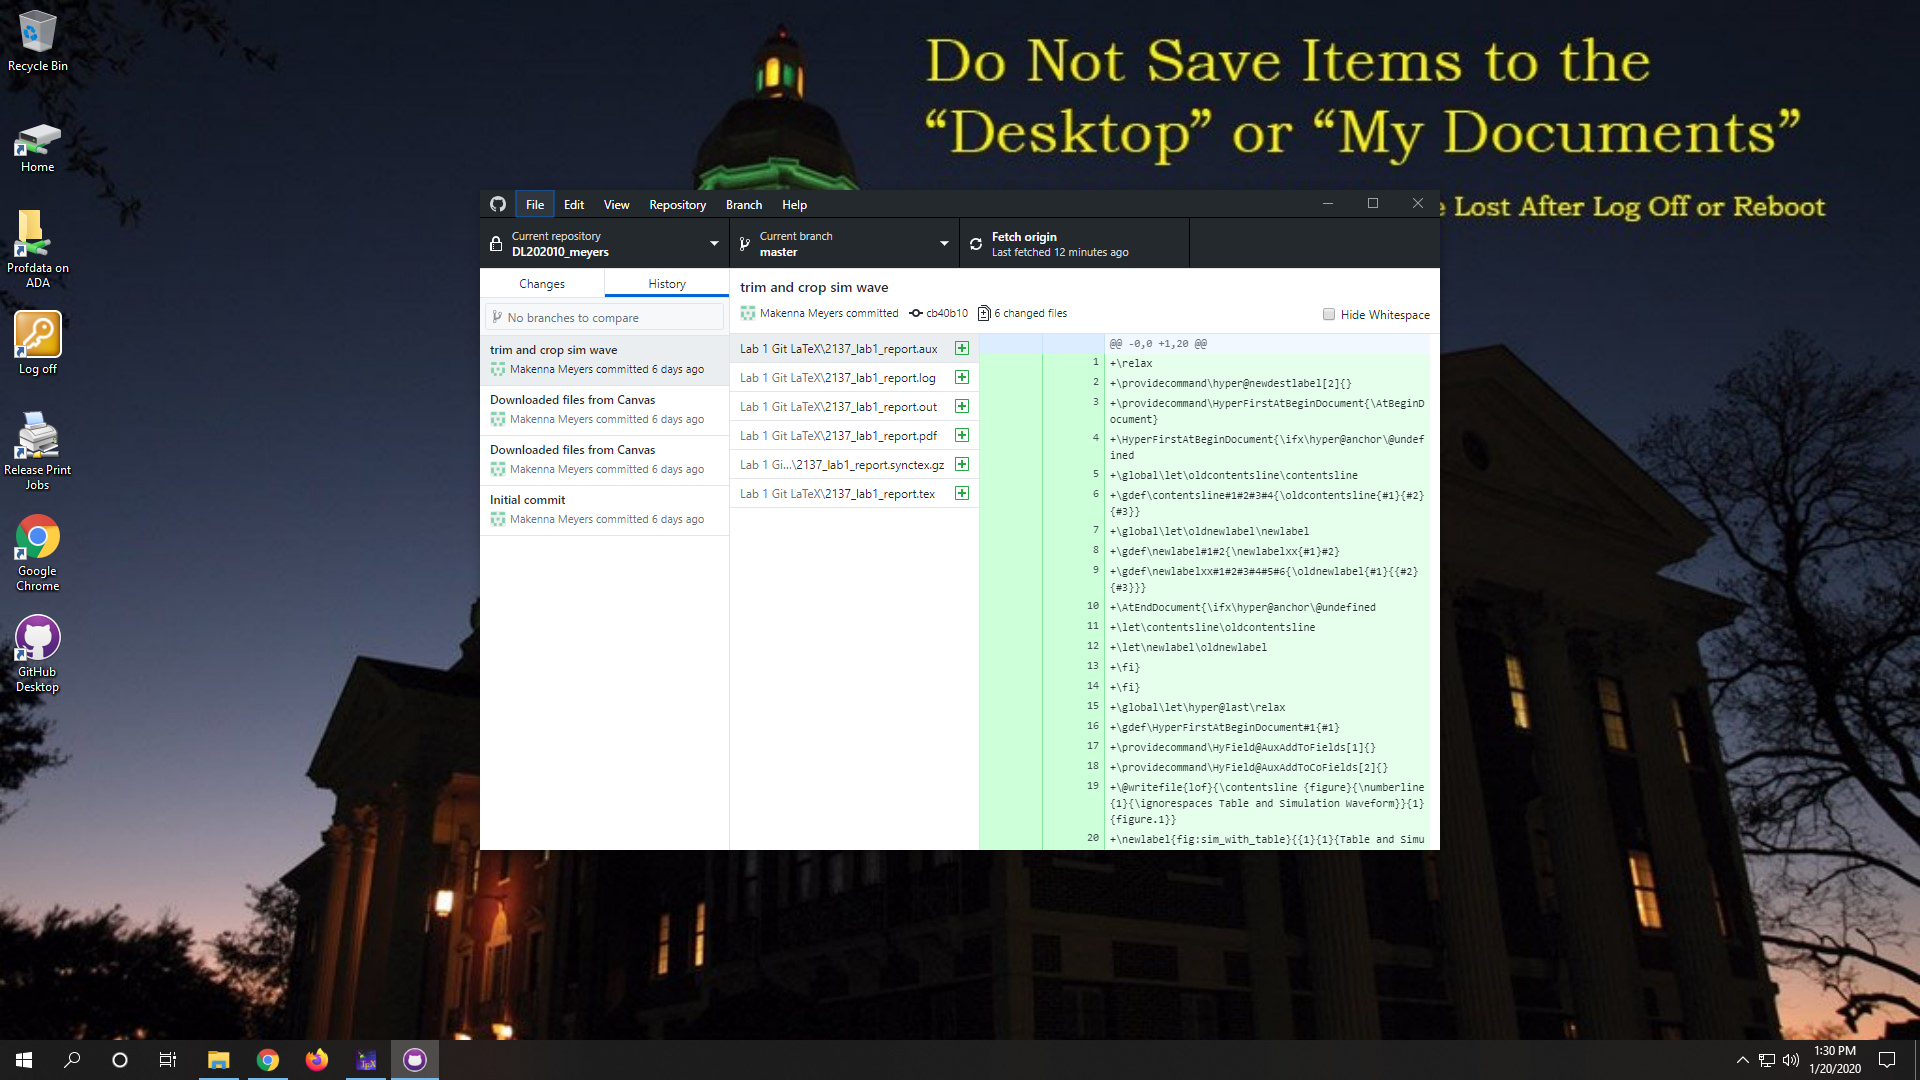 Do Not Save Items to the
“Desktop” or “My Documents”
Lost After Log Off or Reboot
Recycle Bin
Home
Profdata on
ADA
Log off
Release Print
Jobs
Google
Chrome
GitHub
Desktop
File Edit View Repository Branch Help
Current repository
DL202010_meyers
Current branch
master
Fetch origin
Last fetched 12 minutes ago
Changes History
No branches to compare
trim and crop sim wave
Makenna Meyers committed 6 days ago
Downloaded files from Canvas
Makenna Meyers committed 6 days ago
Downloaded files from Canvas
Makenna Meyers committed 6 days ago
Initial commit
Makenna Meyers committed 6 days ago
trim and crop sim wave
Makenna Meyers committed cb40b10 6 changed files
Hide Whitespace
Lab 1 Git LaTeX\2137_lab1_report.aux
Lab 1 Git LaTeX\2137_lab1_report.log
Lab 1 Git LaTeX\2137_lab1_report.out
Lab 1 Git LaTeX\2137_lab1_report.pdf
Lab 1 Gi...\2137_lab1_report.synctex.gz
Lab 1 Git LaTeX\2137_lab1_report.tex
@@ -0,0 +1,20 @@
1 +\relax
2 +\providecommand\hyper@newdestlabel[2]{}
3 +\providecommand\HyperFirstAtBeginDocument{\AtBeginD
ocument}
4 +\HyperFirstAtBeginDocument{\ifx\hyper@anchor\@undef
ined
5 +\global\let\oldcontentsline\contentsline
6 +\gdef\contentsline#1#2#3#4{\oldcontentsline{#1}{#2}
{#3}}
7 +\global\let\oldnewlabel\newlabel
8 +\gdef\newlabel#1#2{\newlabelxx{#1}#2}
9 +\gdef\newlabelxx#1#2#3#4#5#6{\oldnewlabel{#1}{{#2}
{#3}}}
10 +\AtEndDocument{\ifx\hyper@anchor\@undefined
11 +\let\contentsline\oldcontentsline
12 +\let\newlabel\oldnewlabel
13 +\fi}
14 +\fi}
15 +\global\let\hyper@last\relax
16 +\gdef\HyperFirstAtBeginDocument#1{#1}
17 +\providecommand\HyField@AuxAddToFields[1]{}
18 +\providecommand\HyField@AuxAddToCoFields[2]{}
19 +\@writefile{lof}{\contentsline {figure}{\numberline
{1}{\ignorespaces Table and Simulation Waveform}}{1}
{figure.1}}
20 +\newlabel{fig:sim_with_table}{{1}{1}{Table and Simu
1:30 PM
1/20/2020